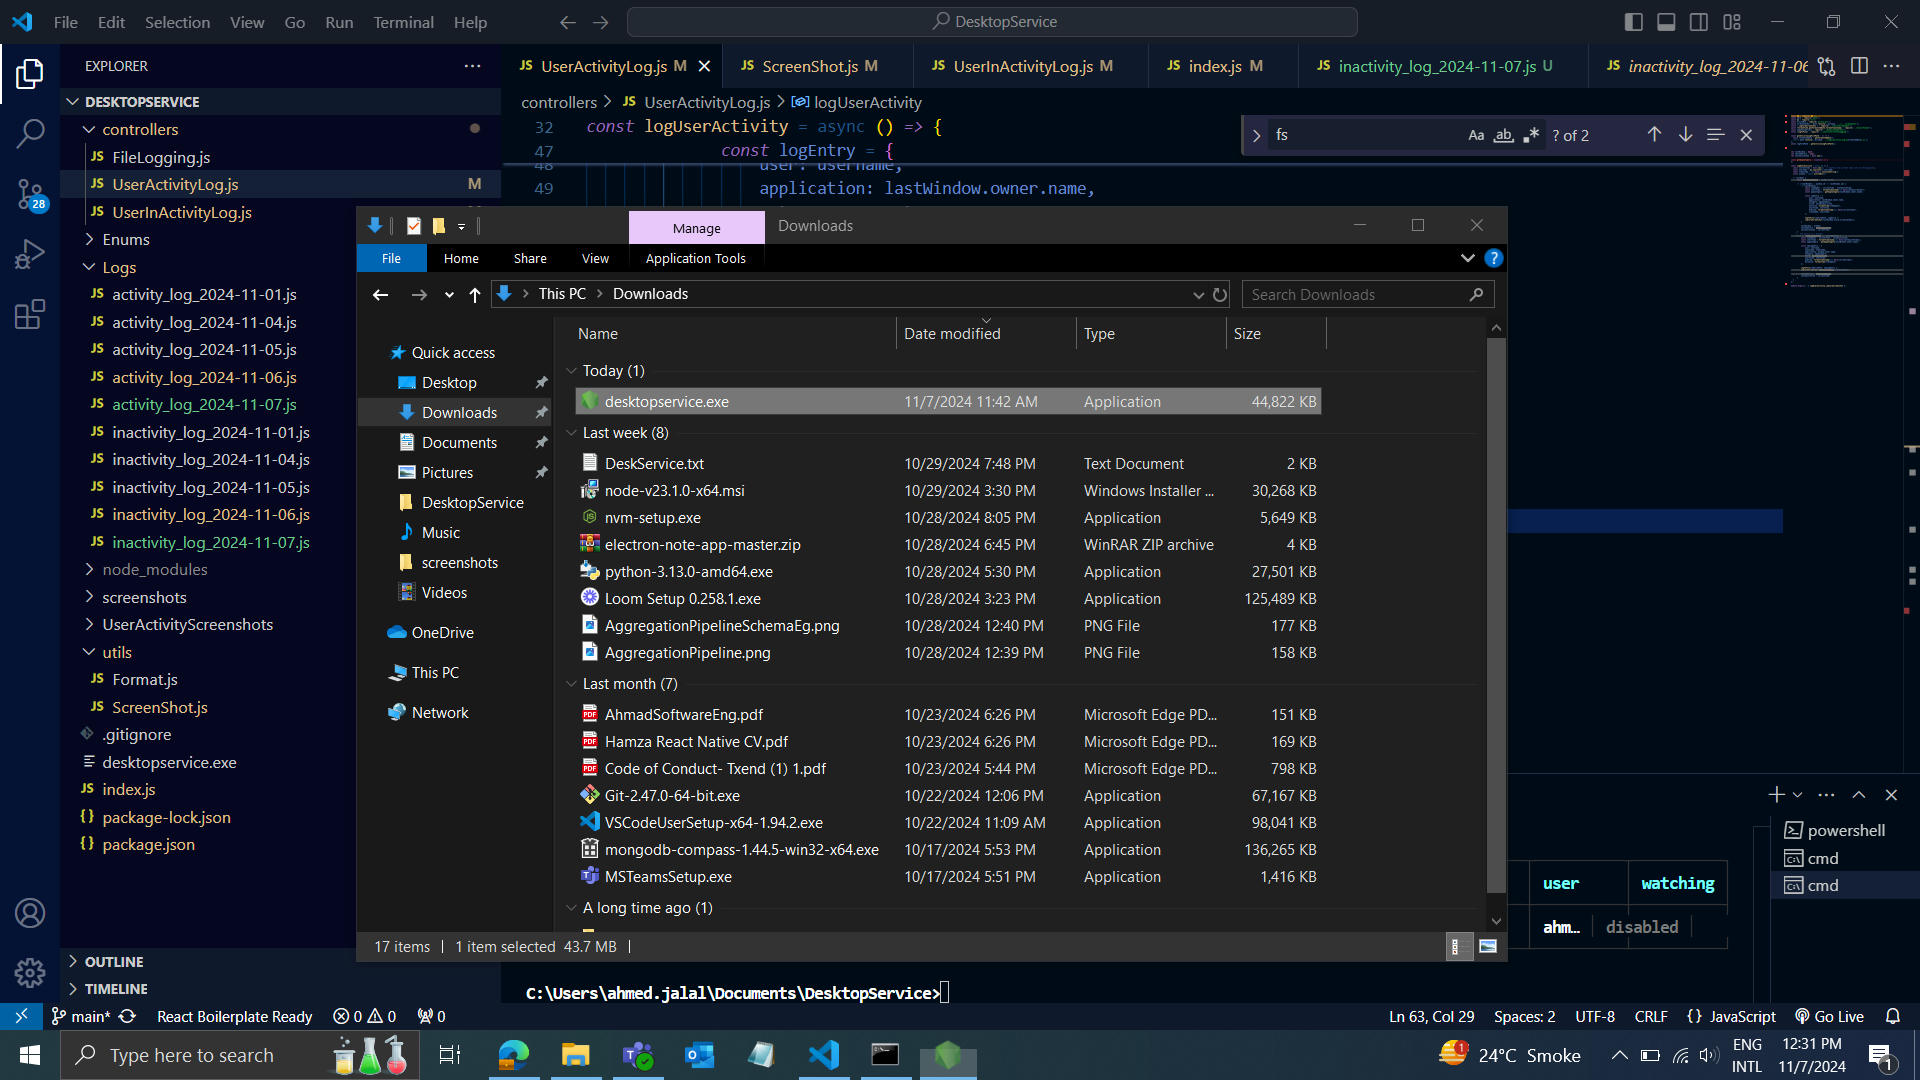 File Edit Selection View Go Run Terminal Help
DesktopService
EXPLORER
DESKTOPSERVICE
controllers
JS FileLogging.js
JS UserActivityLog.js M
JS UserInActivityLog.js
Enums
Logs
JS activity_log_2024-11-01.js
JS activity_log_2024-11-04.js
JS activity_log_2024-11-05.js
JS activity_log_2024-11-06.js
JS activity_log_2024-11-07.js
JS inactivity_log_2024-11-01.js
JS inactivity_log_2024-11-04.js
JS inactivity_log_2024-11-05.js
JS inactivity_log_2024-11-06.js
JS inactivity_log_2024-11-07.js
node_modules
screenshots
UserActivityScreenshots
utils
JS Format.js
JS ScreenShot.js
.gitignore
desktopservice.exe
JS index.js
{} package-lock.json
{} package.json
OUTLINE
TIMELINE
28
JS UserActivityLog.js M JS ScreenShot.js M JS UserInActivityLog.js M JS index.js M JS inactivity_log_2024-11-07.js U JS inactivity_log_2024-11-06
controllers > JS UserActivityLog.js > logUserActivity
32 const logUserActivity = async () => {
47 const logEntry = {
48 user: username,
49 application: lastWindow.owner.name,
fs Aa ab ? of 2
Manage Downloads
File Home Share View Application Tools
This PC Downloads
Search Downloads
Quick access
Desktop
Downloads
Documents
Pictures
DesktopService
Music
screenshots
Videos
OneDrive
This PC
Network
Name Date modified Type Size
Today (1)
desktopservice.exe 11/7/2024 11:42 AM Application 44,822 KB
Last week (8)
DeskService.txt 10/29/2024 7:48 PM Text Document 2 KB
node-v23.1.0-x64.msi 10/29/2024 3:30 PM Windows Installer ... 30,268 KB
nvm-setup.exe 10/28/2024 8:05 PM Application 5,649 KB
electron-note-app-master.zip 10/28/2024 6:45 PM WinRAR ZIP archive 4 KB
python-3.13.0-amd64.exe 10/28/2024 5:30 PM Application 27,501 KB
Loom Setup 0.258.1.exe 10/28/2024 3:23 PM Application 125,489 KB
AggregationPipelineSchemaEg.png 10/28/2024 12:40 PM PNG File 177 KB
AggregationPipeline.png 10/28/2024 12:39 PM PNG File 158 KB
Last month (7)
AhmadSoftwareEng.pdf 10/23/2024 6:26 PM Microsoft Edge PD... 151 KB
Hamza React Native CV.pdf 10/23/2024 6:26 PM Microsoft Edge PD... 169 KB
Code of Conduct- Txend (1) 1.pdf 10/23/2024 5:44 PM Microsoft Edge PD... 798 KB
Git-2.47.0-64-bit.exe 10/22/2024 12:06 PM Application 67,167 KB
VSCodeUserSetup-x64-1.94.2.exe 10/22/2024 11:09 AM Application 98,041 KB
mongodb-compass-1.44.5-win32-x64.exe 10/17/2024 5:53 PM Application 136,265 KB
MSTeamsSetup.exe 10/17/2024 5:51 PM Application 1,416 KB
A long time ago (1)
17 items 1 item selected 43.7 MB
powershell
cmd
cmd
user watching
ahm... disabled
C:\Users\ahmed.jalal\Documents\DesktopService>
main* React Boilerplate Ready 0 0 0
Ln 63, Col 29 Spaces: 2 UTF-8 CRLF {} JavaScript Go Live
Type here to search
24°C Smoke
ENG
INTL
12:31 PM
11/7/2024
1